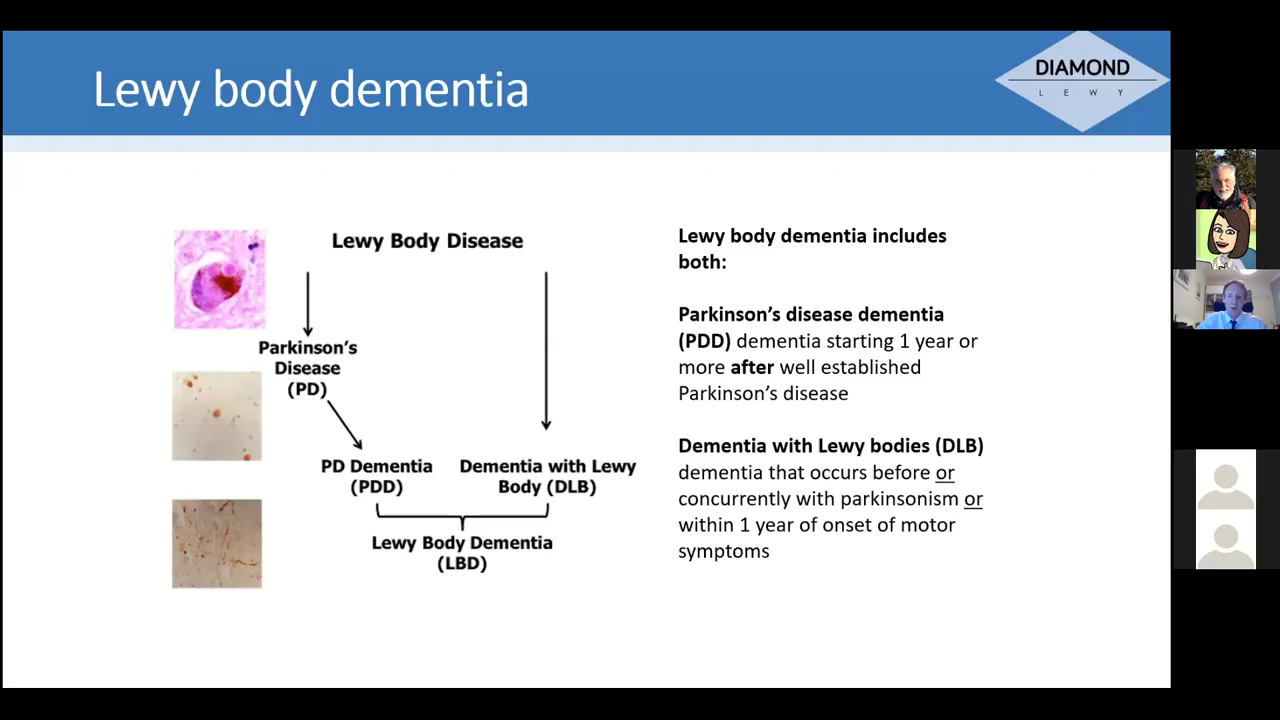 Lewy body dementia
DIAMOND
L E W Y
Lewy Body Disease
Parkinson's
Disease
(PD)
PD Dementia
(PDD)
Dementia with Lewy
Body (DLB)
Lewy Body Dementia
(LBD)
Lewy body dementia includes
both:
Parkinson's disease dementia
(PDD) dementia starting 1 year or
more after well established
Parkinson's disease
Dementia with Lewy bodies (DLB)
dementia that occurs before or
concurrently with parkinsonism or
within 1 year of onset of motor
symptoms